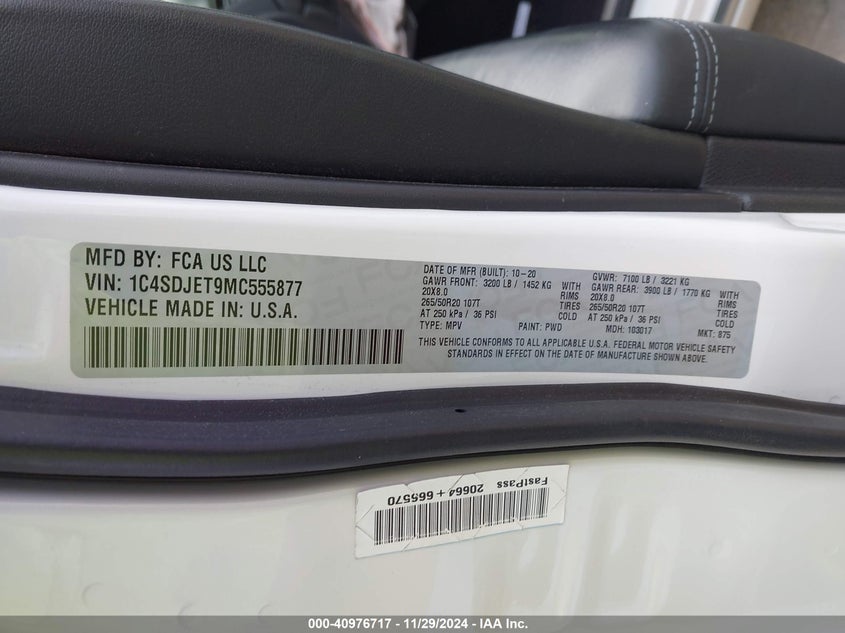 MFD BY: FCA US LLC
VIN: 1C4SDJET9MC555877
VEHICLE MADE IN: U.S.A.
DATE OF MFR (BUILT): 10-20 GVWR: 7100 LB / 3221 KG
GAWR FRONT: 3200 LB / 1452 KG WITH GAWR REAR: 3900 LB / 1770 KG WITH
20X8.0 RIMS 20X8.0 RIMS
265/50R20 107T TIRES 265/50R20 107T TIRES
AT 250 kPa / 36 PSI COLD AT 250 kPa / 36 PSI COLD
TYPE: MPV PAINT: PWD MDH: 103017 MKT: 875
THIS VEHICLE CONFORMS TO ALL APPLICABLE U.S.A. FEDERAL MOTOR VEHICLE SAFETY
STANDARDS IN EFFECT ON THE DATE OF MANUFACTURE SHOWN ABOVE.
FastPass 20664 + 665570
000-40976717 - 11/29/2024 - IAA Inc.